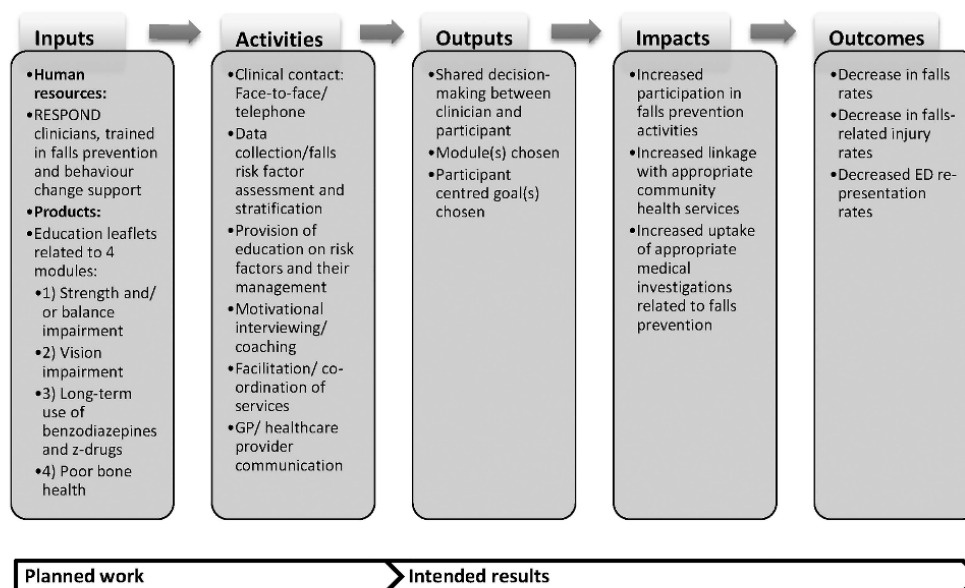 Inputs
Activities
Outputs
Impacts
Outcomes
•Human
resources:
•RESPOND
clinicians, trained
in falls prevention
and behaviour
change support
•Products:
•Education leaflets
related to 4
modules:
•1) Strength and/
or balance
impairment
•2) Vision
impairment
•3) Long-term
use of
benzodiazepines
and z-drugs
•4) Poor bone
health
•Clinical contact:
Face-to-face/
telephone
•Data
collection/falls
risk factor
assessment and
stratification
•Provision of
education on risk
factors and their
management
•Motivational
interviewing/
coaching
•Facilitation/ co-
ordination of
services
•GP/ healthcare
provider
communication
•Shared decision-
making between
clinician and
participant
•Module(s) chosen
•Participant
centred goal(s)
chosen
•Increased
participation in
falls prevention
activities
•Increased linkage
with appropriate
community
health services
•Increased uptake
of appropriate
medical
investigations
related to falls
prevention
•Decrease in falls
rates
•Decrease in falls-
related injury
rates
•Decreased ED re-
presentation
rates
Planned work
Intended results